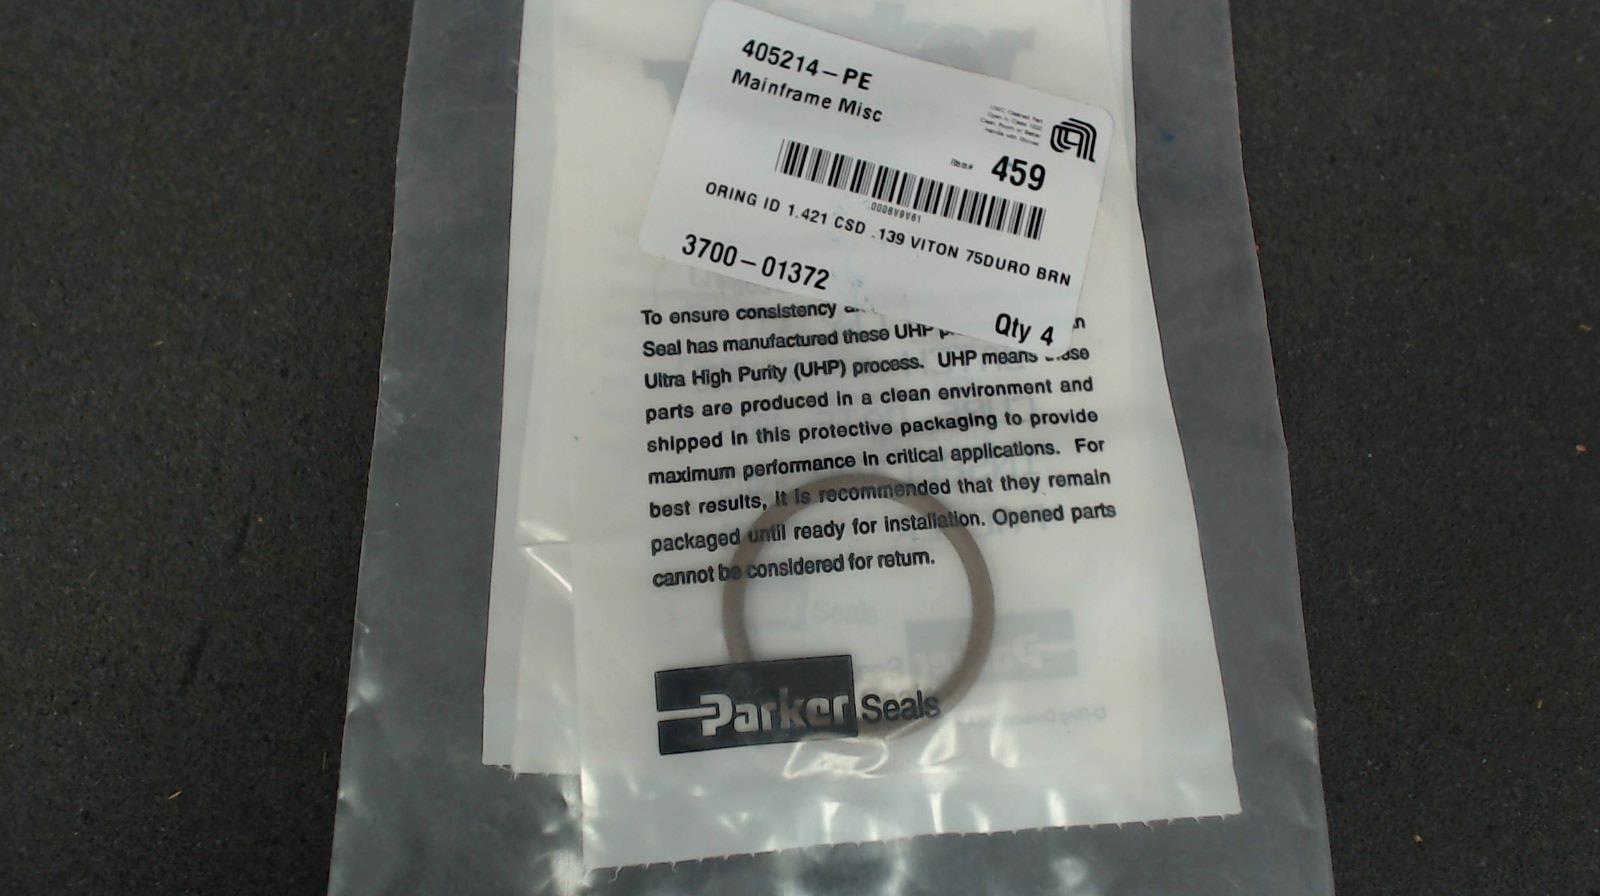 405214-PE
Mainframe Misc
459
0006V9V61
ORING ID 1.421 CSD .139 VITON 75DURO BRN
3700-01372
Qty 4
To ensure consistency
Seal has manufactured these UHP
Ultra High Purity (UHP) process. UHP means
parts are produced in a clean environment and
shipped in this protective packaging to provide
maximum performance in critical applications. For
best results, it is recommended that they remain
packaged until ready for installation. Opened parts
cannot be considered for return.
Parker Seals